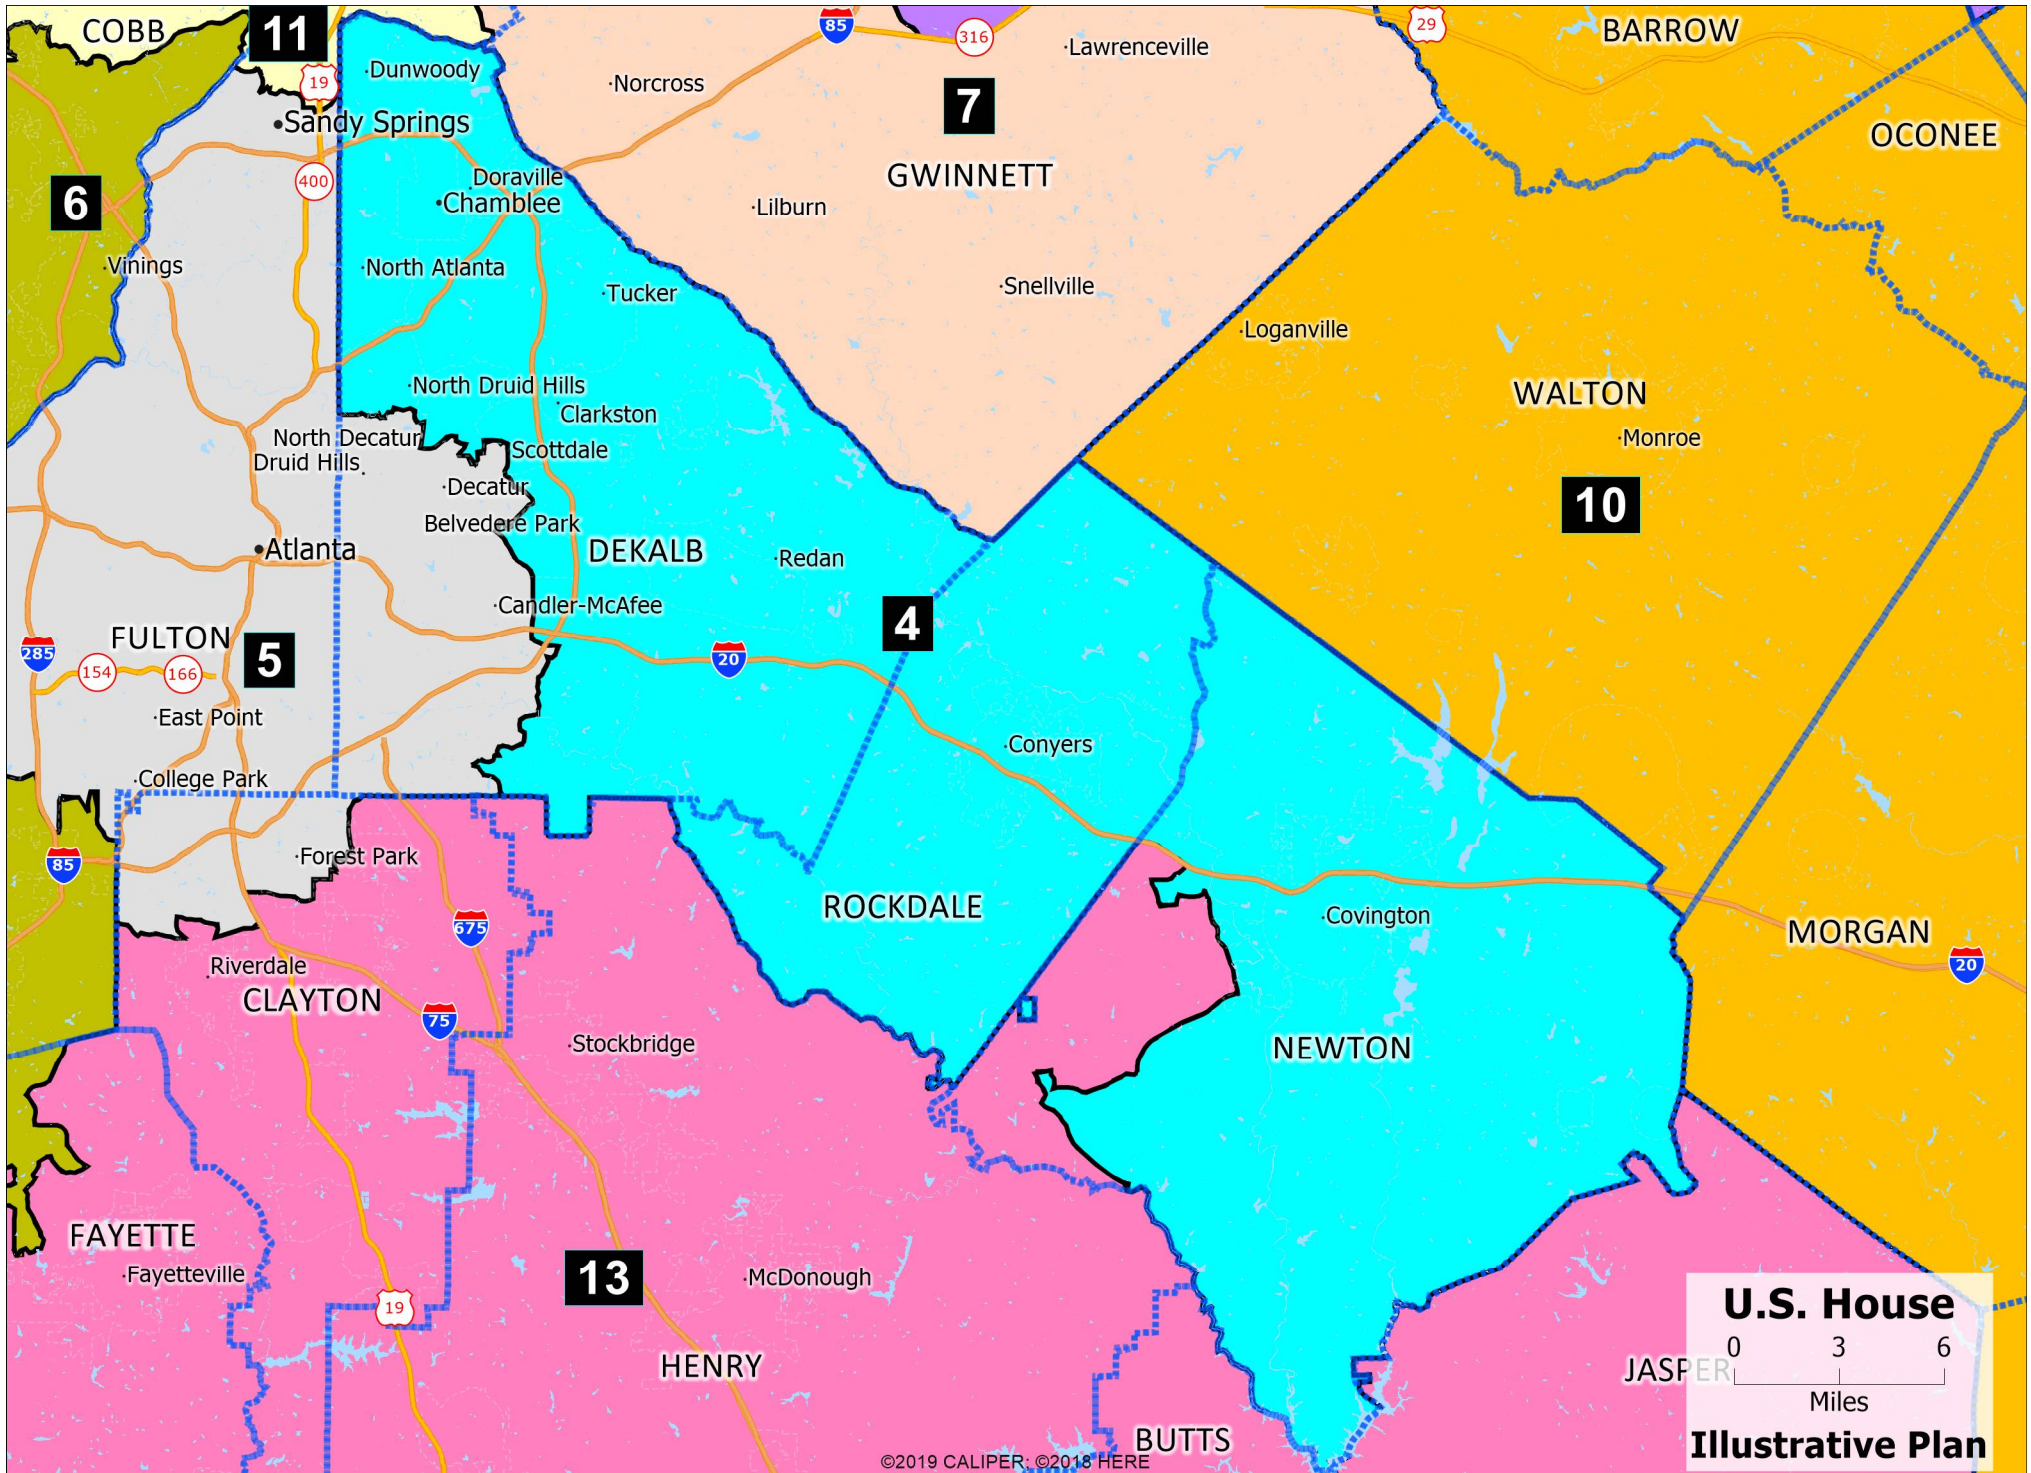 COBB
11
85
316
Lawrenceville
29
BARROW
Dunwoody
19
Norcross
7
Sandy Springs
OCONEE
400
Doraville
GWINNETT
6
Chamblee
Lilburn
Vinings
North Atlanta
Tucker
Snellville
Loganville
North Druid Hills
WALTON
Clarkston
North Decatur
Monroe
Scottdale
Druid Hills
Decatur
10
Belvedere Park
Atlanta
DEKALB
Redan
Candler-McAfee
4
FULTON
285
5
20
154
166
East Point
Conyers
College Park
85
Forest Park
ROCKDALE
Covington
675
MORGAN
Riverdale
20
CLAYTON
75
Stockbridge
NEWTON
FAYETTE
Fayetteville
13
McDonough
19
U.S. House
0 3 6
HENRY
JASPER
Miles
BUTTS
Illustrative Plan
©2019 CALIPER; ©2018 HERE